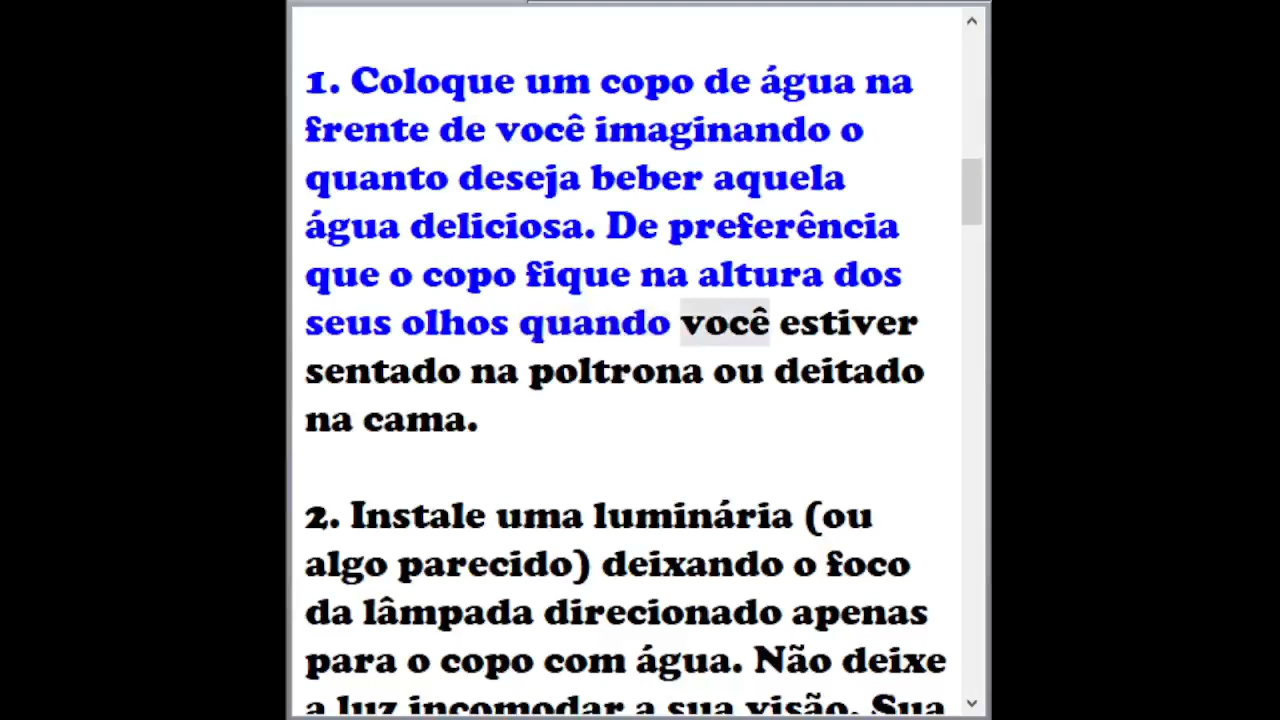 1. Coloque um copo de água na
frente de você imaginando o
quanto deseja beber aquela
água deliciosa. De preferência
que o copo fique na altura dos
seus olhos quando você estiver
sentado na poltrona ou deitado
na cama.
2. Instale uma luminária (ou
algo parecido) deixando o foco
da lâmpada direcionado apenas
para o copo com água. Não deixe
a luz incomodar a sua visão. Sua